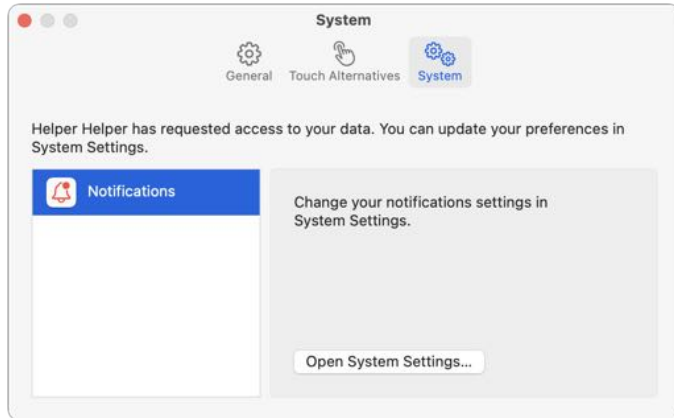 System
General
Touch Alternatives
System
Helper Helper has requested access to your data. You can update your preferences in
System Settings.
Notifications
Change your notifications settings in
System Settings.
Open System Settings...